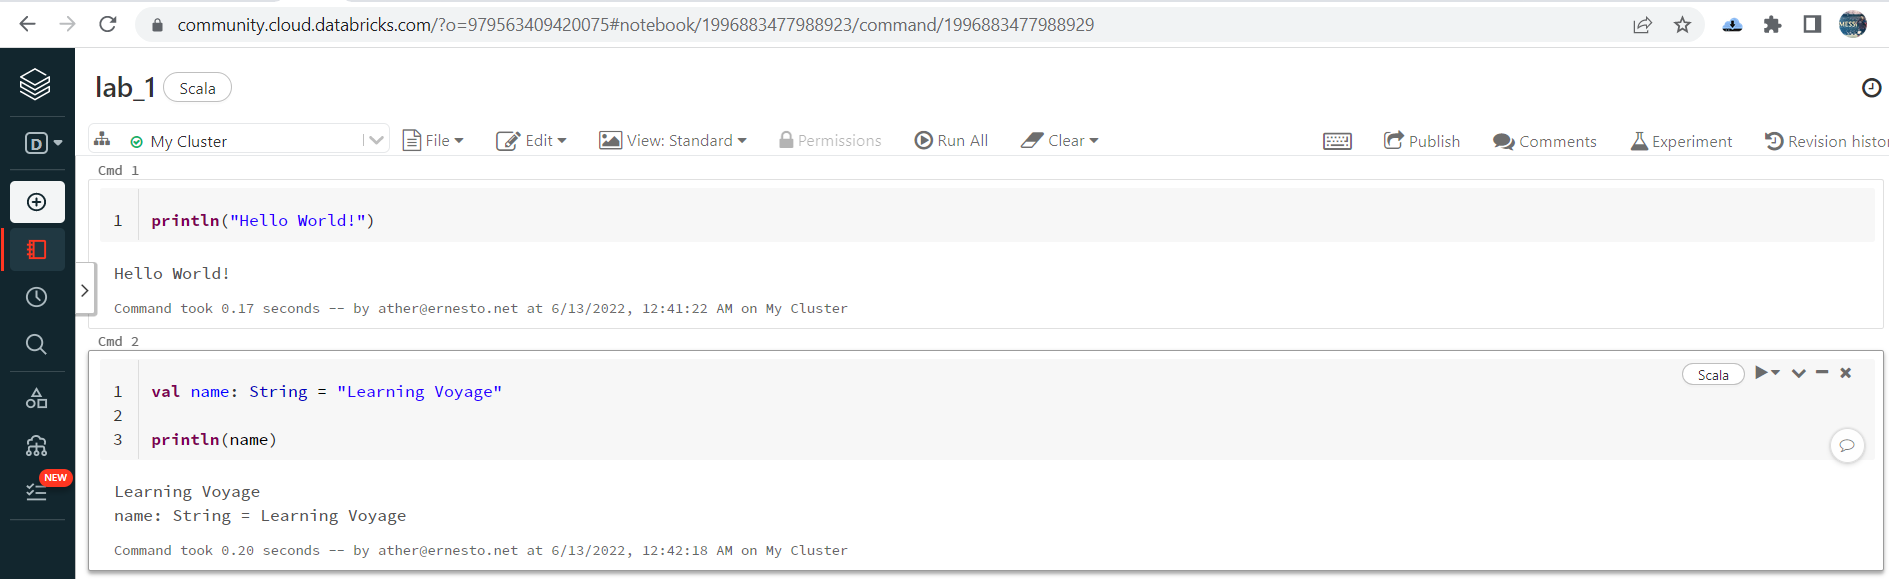 community.cloud.databricks.com/?o=979563409420075#notebook/1996883477988923/command/1996883477988929
lab_1 Scala
D
My Cluster File Edit View: Standard Permissions Run All Clear Publish Comments Experiment Revision histor
Cmd 1
1 println("Hello World!")
Hello World!
Command took 0.17 seconds -- by ather@ernesto.net at 6/13/2022, 12:41:22 AM on My Cluster
Cmd 2
Scala
1 val name: String = "Learning Voyage"
2
3 println(name)
NEW
Learning Voyage
name: String = Learning Voyage
Command took 0.20 seconds -- by ather@ernesto.net at 6/13/2022, 12:42:18 AM on My Cluster